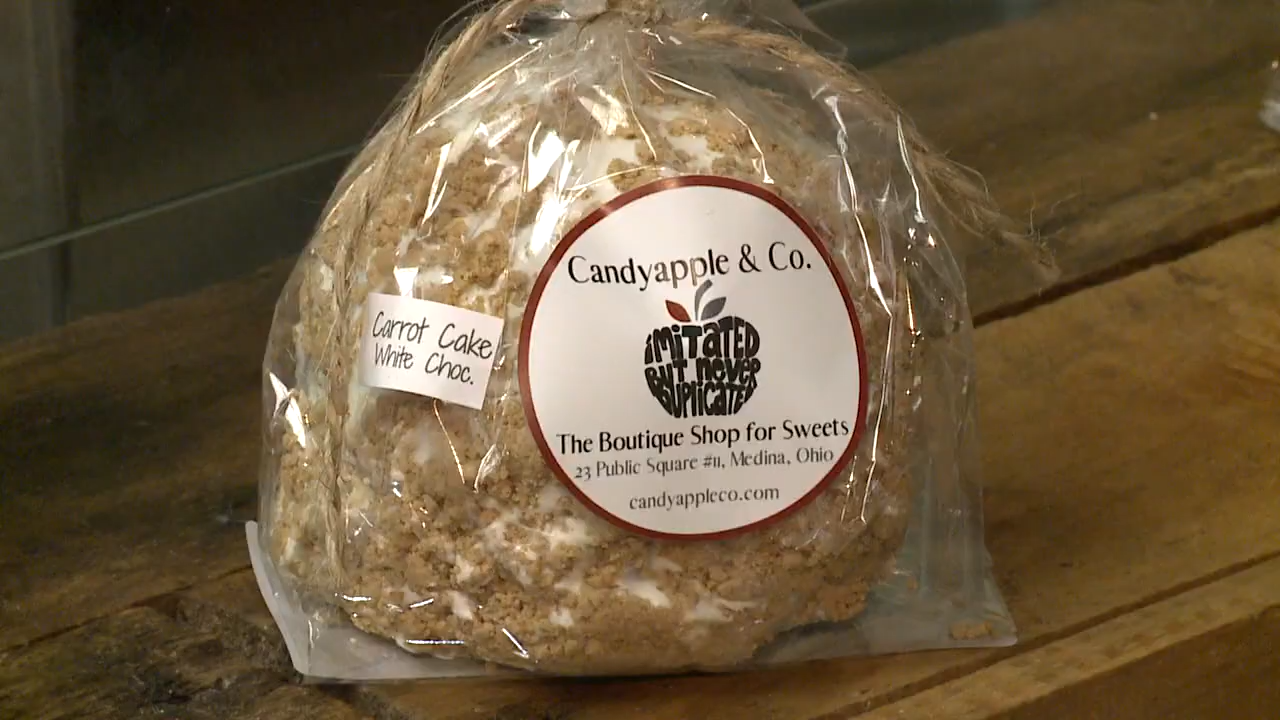 Carrot Cake
White Choc.
Candyapple & Co.
IMITATED
BUT NEVER
DUPLICATED
The Boutique Shop for Sweets
23 Public Square #11, Medina, Ohio
candyappleco.com